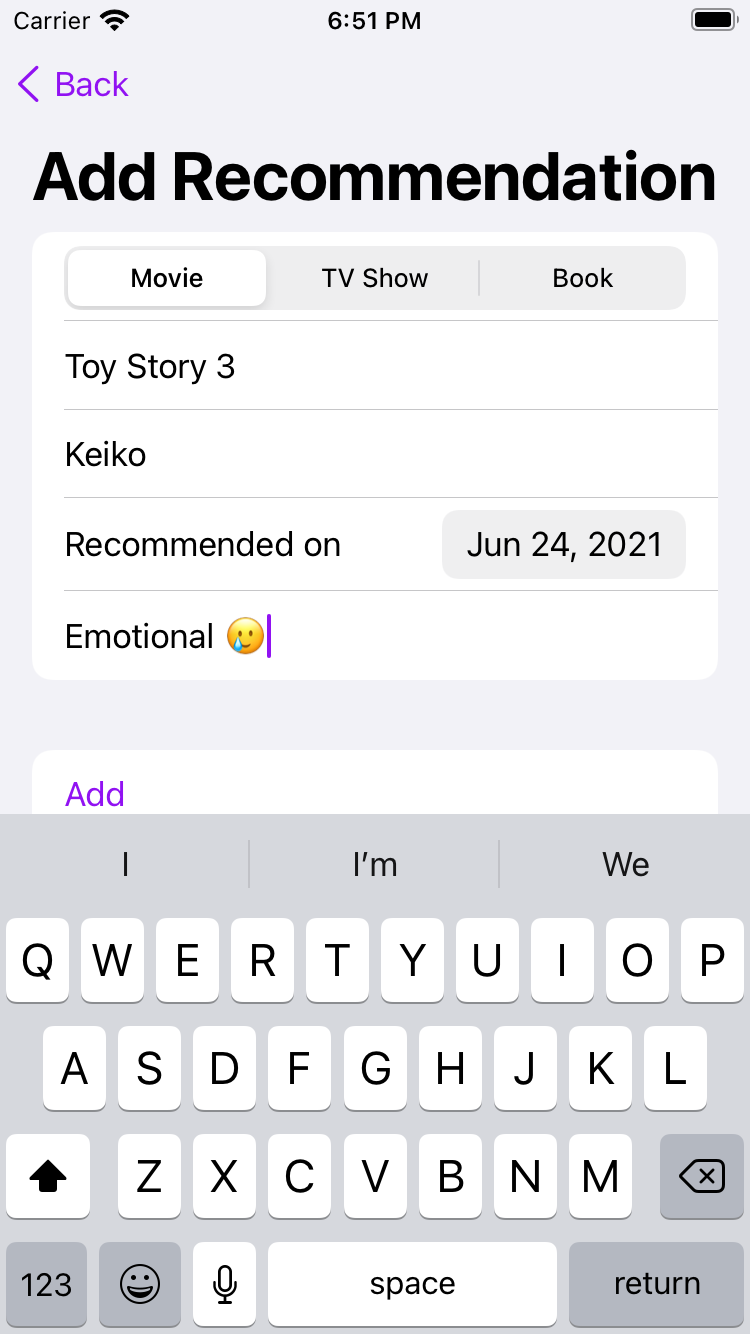 Carrier 6:51 PM
Back
Add Recommendation
Movie TV Show Book
Toy Story 3
Keiko
Recommended on Jun 24, 2021
Emotional 🥲
Add
I I’m We
Q W E R T Y U I O P
A S D F G H J K L
Z X C V B N M
123 space return